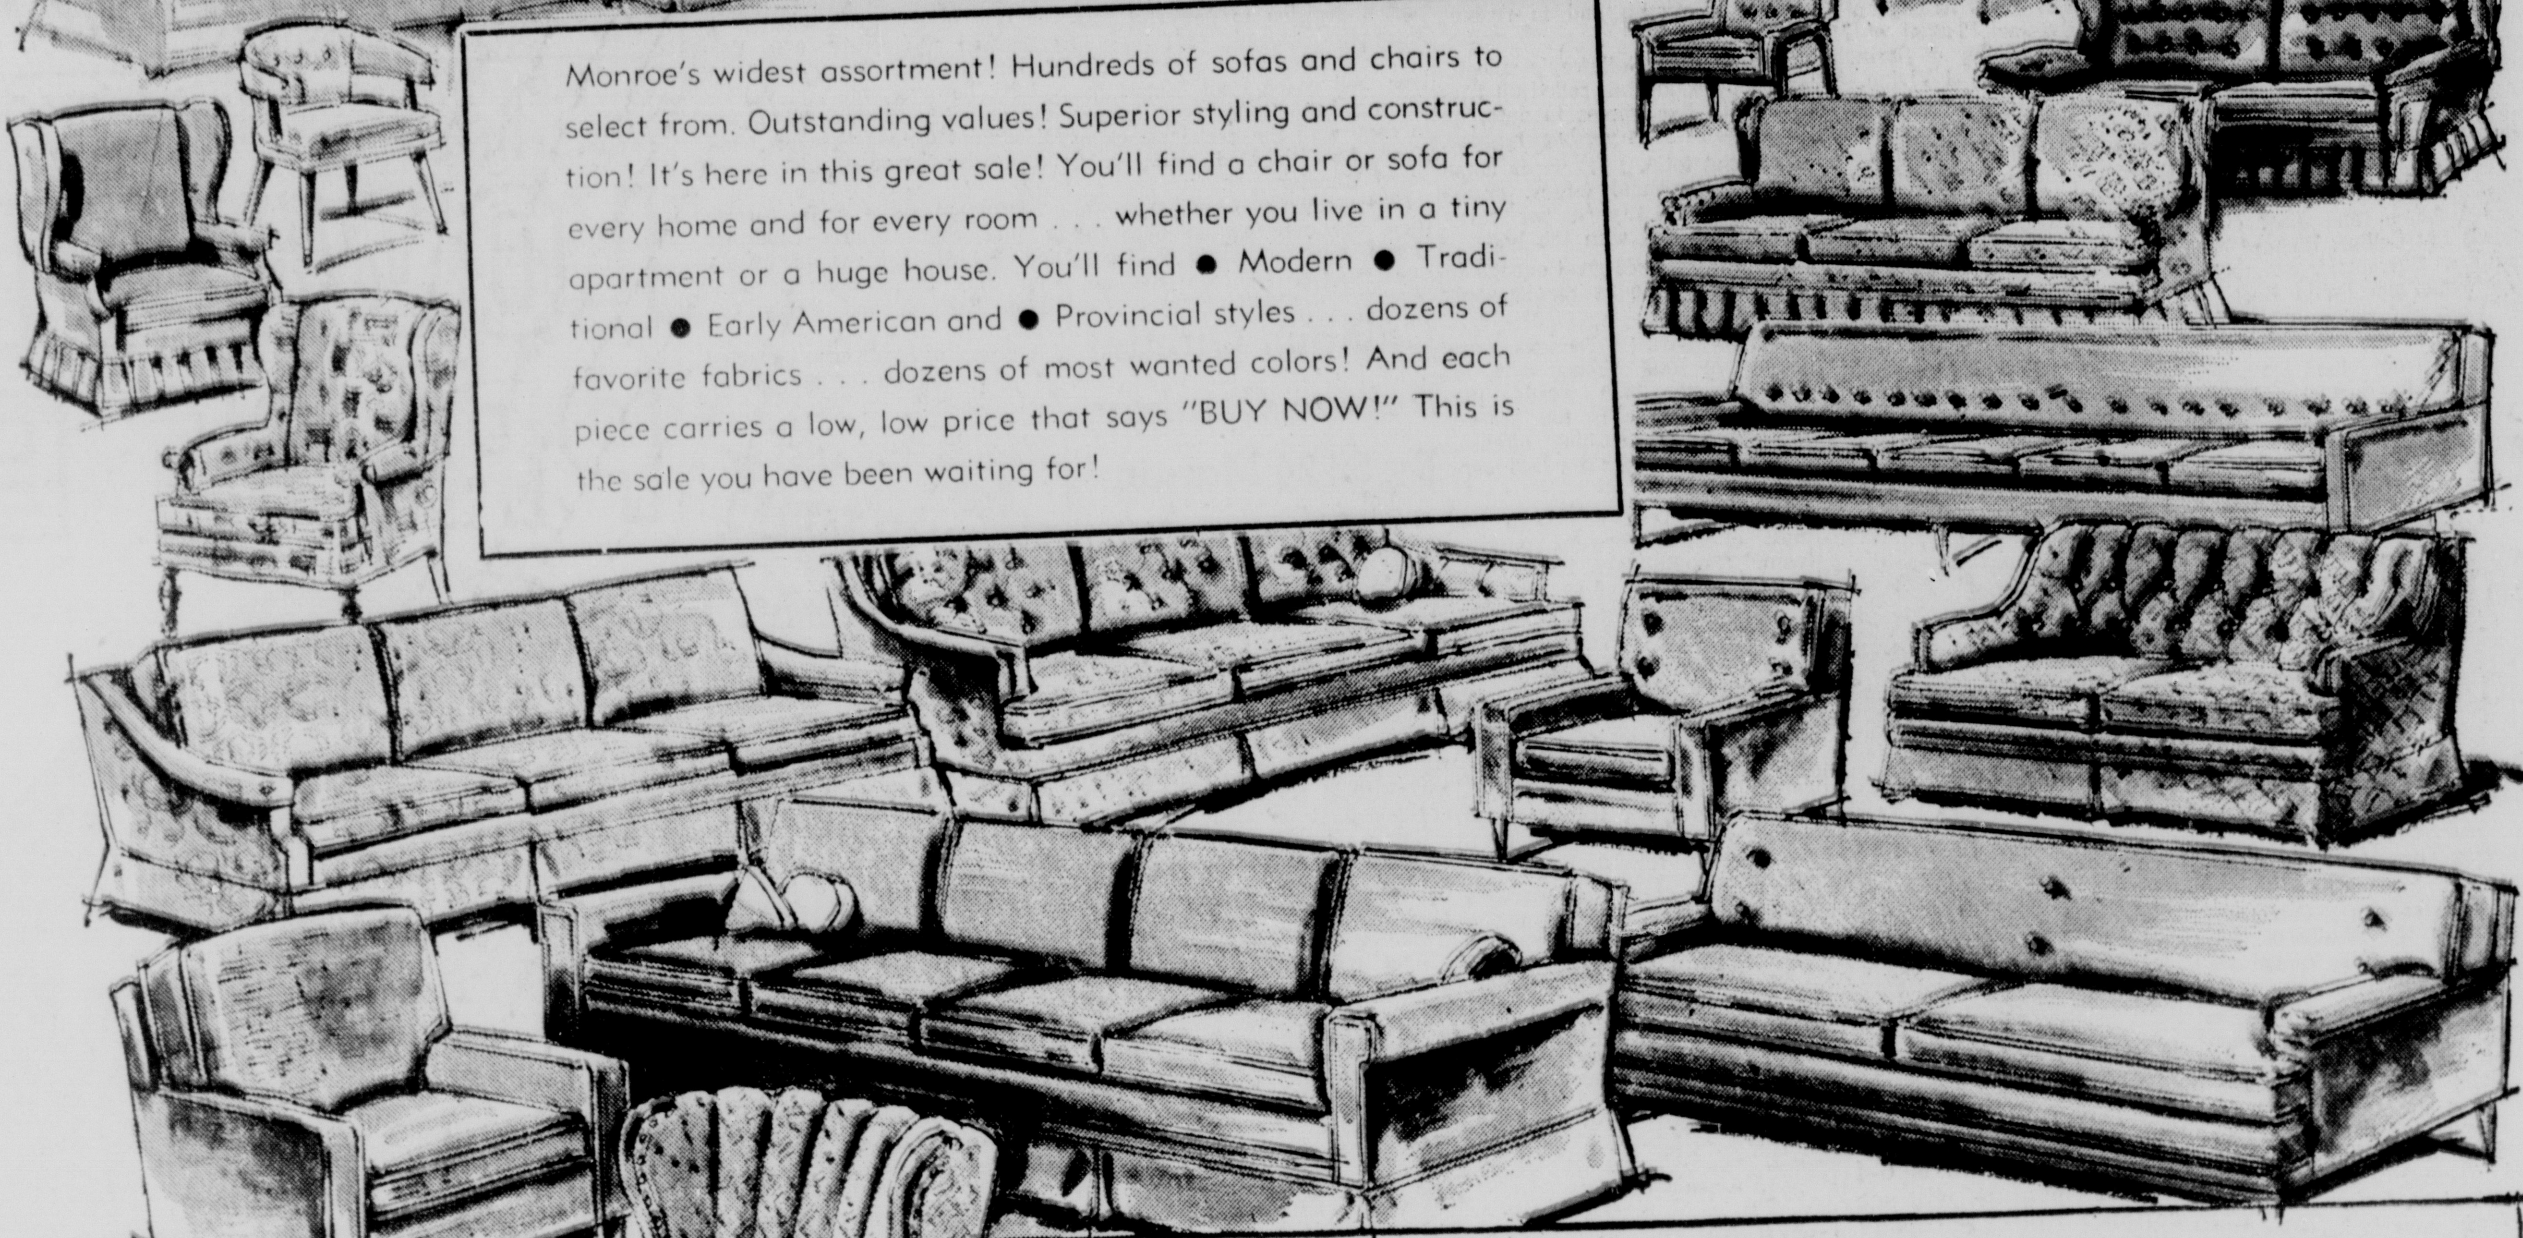 Monroe's widest assortment! Hundreds of sofas and chairs to
select from. Outstanding values! Superior styling and construc-
tion! It's here in this great sale! You'll find a chair or sofa for
every home and for every room . . . whether you live in a tiny
apartment or a huge house. You'll find ● Modern ● Tradi-
tional ● Early American and ● Provincial styles . . . dozens of
favorite fabrics . . . dozens of most wanted colors! And each
piece carries a low, low price that says "BUY NOW!" This is
the sale you have been waiting for!